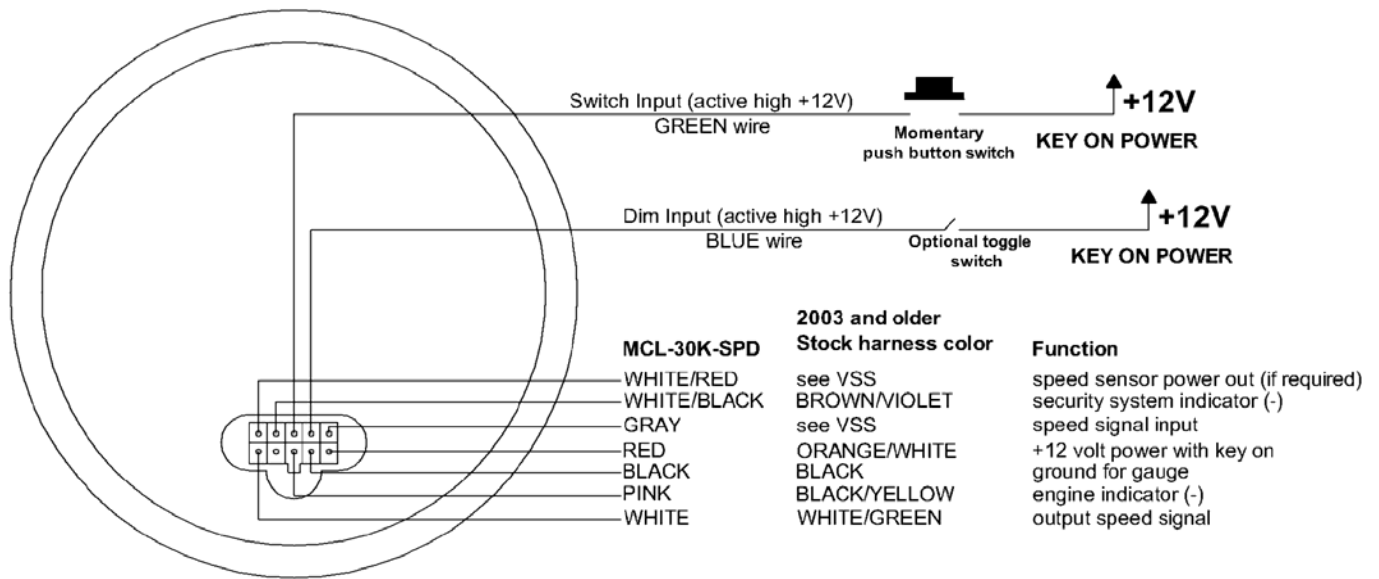 Switch Input (active high +12V)
GREEN wire
Momentary
push button switch
+12V
KEY ON POWER
Dim Input (active high +12V)
BLUE wire
Optional toggle
switch
+12V
KEY ON POWER
2003 and older
MCL-30K-SPD Stock harness color Function
WHITE/RED see VSS speed sensor power out (if required)
WHITE/BLACK BROWN/VIOLET security system indicator (-)
GRAY see VSS speed signal input
RED ORANGE/WHITE +12 volt power with key on
BLACK BLACK ground for gauge
PINK BLACK/YELLOW engine indicator (-)
WHITE WHITE/GREEN output speed signal